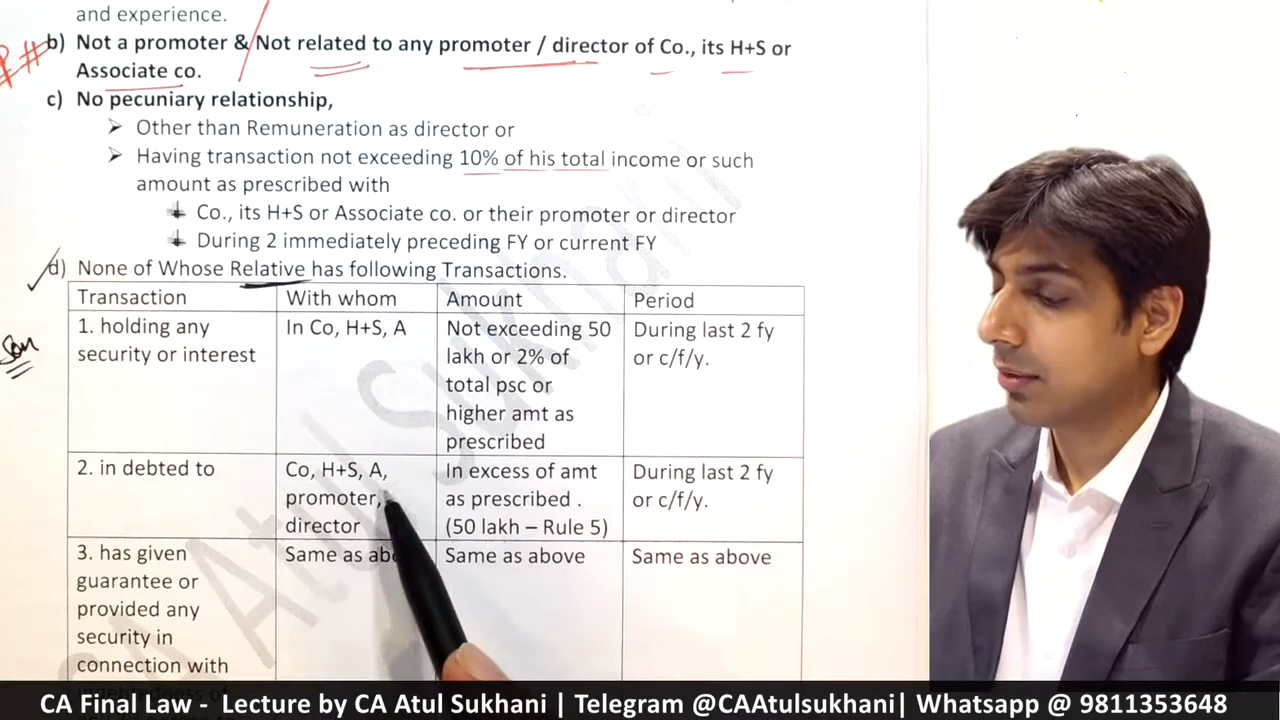 and experience.
b) Not a promoter & Not related to any promoter / director of Co., its H+S or
Associate co.
c) No pecuniary relationship,
➢ Other than Remuneration as director or
➢ Having transaction not exceeding 10% of his total income or such
amount as prescribed with
Co., its H+S or Associate co. or their promoter or director
During 2 immediately preceding FY or current FY
d) None of Whose Relative has following Transactions.
Transaction With whom Amount Period
1. holding any In Co, H+S, A Not exceeding 50 During last 2 fy
security or interest lakh or 2% of or c/f/y.
total psc or
higher amt as
prescribed
Son
2. in debted to Co, H+S, A, In excess of amt During last 2 fy
promoter, as prescribed . or c/f/y.
director (50 lakh – Rule 5)
3. has given Same as abo Same as above Same as above
guarantee or
provided any
security in
connection with
CA Atul Sukhani
CA Final Law - Lecture by CA Atul Sukhani | Telegram @CAAtulsukhani| Whatsapp @ 9811353648